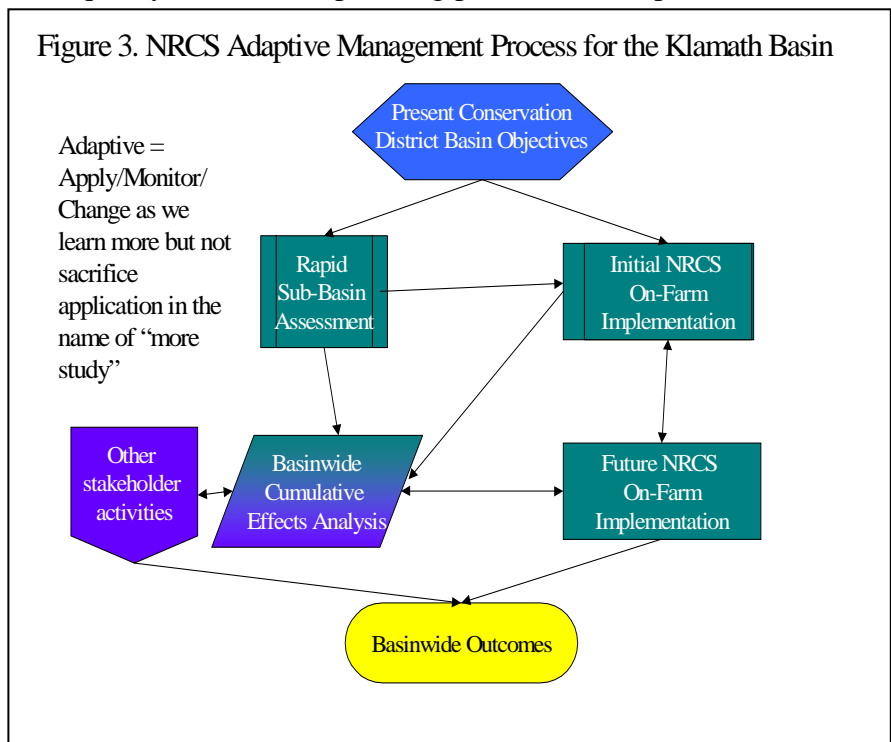 Figure 3. NRCS Adaptive Management Process for the Klamath Basin
Present Conservation
District Basin Objectives
Adaptive =
Apply/Monitor/
Change as we
learn more but not
sacrifice
application in the
name of “more
study”
Rapid
Sub-Basin
Assessment
Initial NRCS
On-Farm
Implementation
Other
stakeholder
activities
Basinwide
Cumulative
Effects Analysis
Future NRCS
On-Farm
Implementation
Basinwide Outcomes